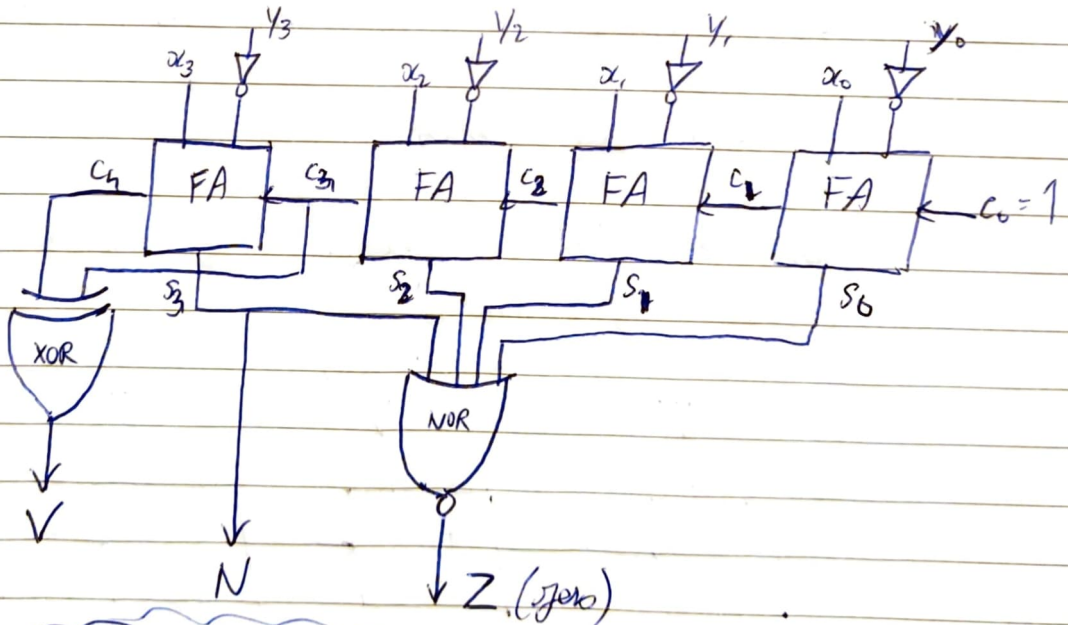 y₃ y₂ y₁ y₀
x₃ x₂ x₁ x₀
C₄ FA C₃ FA C₂ FA C₁ FA C₀ = 1
S₃ S₂ S₁ S₀
XOR
NOR
V
N
Z (zero)